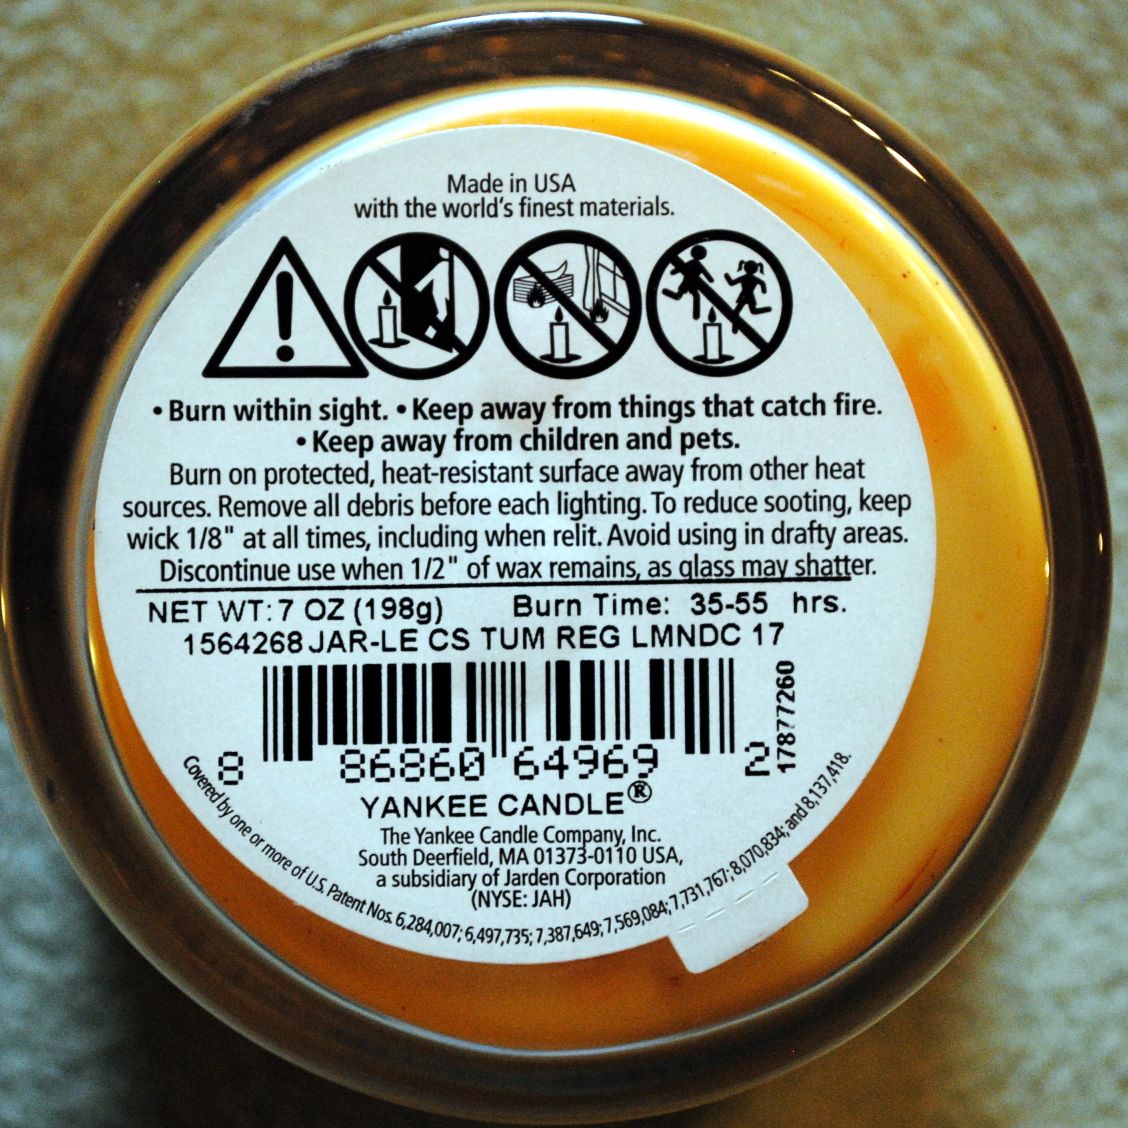 Made in USA
with the world's finest materials.
• Burn within sight. • Keep away from things that catch fire.
• Keep away from children and pets.
Burn on protected, heat-resistant surface away from other heat
sources. Remove all debris before each lighting. To reduce sooting, keep
wick 1/8" at all times, including when relit. Avoid using in drafty areas.
Discontinue use when 1/2" of wax remains, as glass may shatter.
NET WT: 7 OZ (198g) Burn Time: 35-55 hrs.
1564268 JAR-LE CS TUM REG LMNDC 17
17877260
8 86860 64969 2
YANKEE CANDLE®
The Yankee Candle Company, Inc.
South Deerfield, MA 01373-0110 USA,
a subsidiary of Jarden Corporation
(NYSE: JAH)
Covered by one or more of U.S. Patent Nos. 6,284,007; 6,497,735; 7,387,649; 7,569,084; 7,731,767; 8,070,834; and 8,137,418.